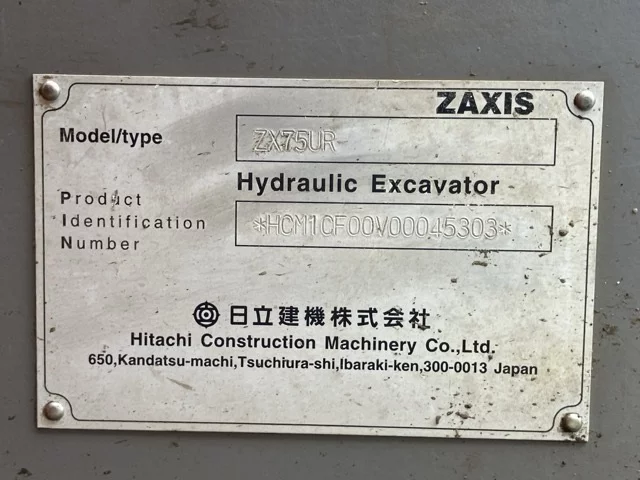 ZAXIS
Model/type ZX75UR
Hydraulic Excavator
Product
Identification
Number
*HCM1CF00V00045303*
日立建機株式会社
Hitachi Construction Machinery Co.,Ltd.
650,Kandatsu-machi,Tsuchiura-shi,Ibaraki-ken,300-0013 Japan